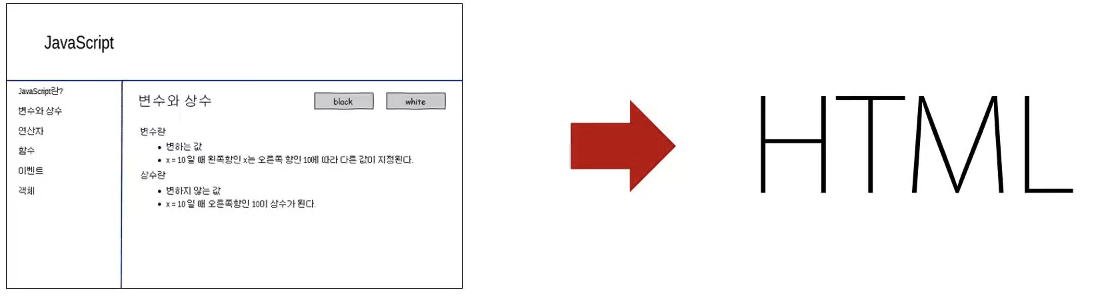 JavaScript
JavaScript란?
변수와 상수
연산자
함수
이벤트
객체
변수와 상수
black
white
변수란
변하는 값
x = 10 일 때 왼쪽항인 x는 오른쪽 항인 10에 따라 다른 값이 지정된다.
상수란
변하지 않는 값
x = 10 일 때 오른쪽항인 10이 상수가 된다.
HTML